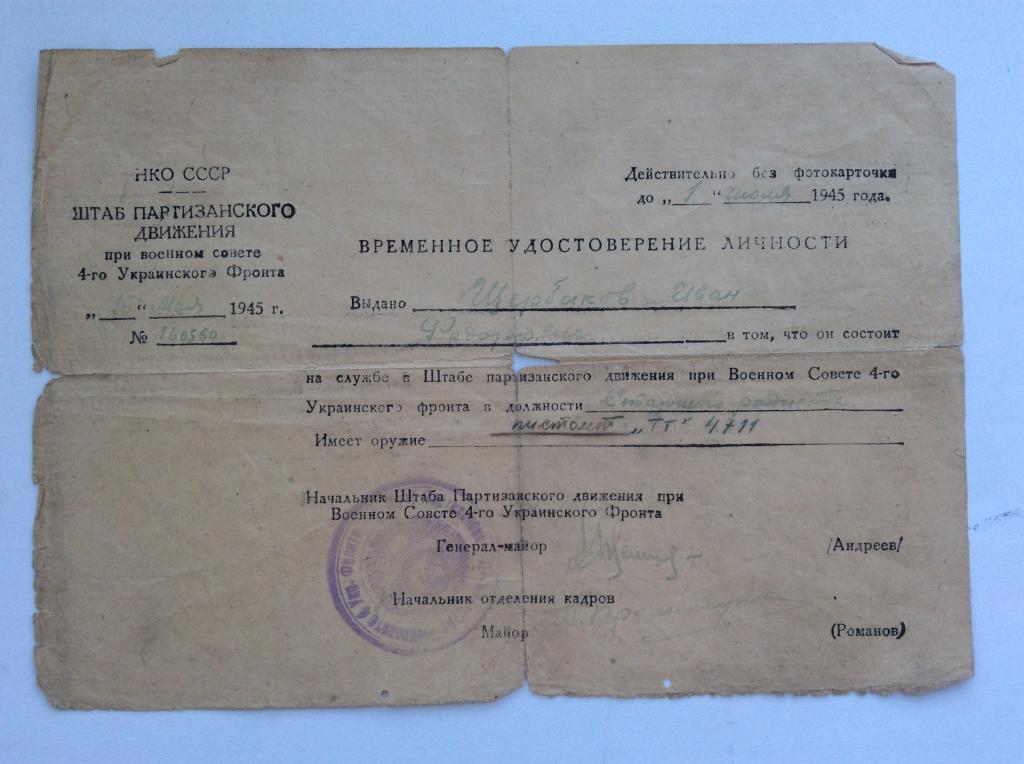 НКО СССР
ШТАБ ПАРТИЗАНСКОГО
ДВИЖЕНИЯ
при военном совете
4-го Украинского Фронта
„16“ Мая 1945 г.
№ 160560
Действительно без фотокарточки
до „1“ июля 1945 года.
ВРЕМЕННОЕ УДОСТОВЕРЕНИЕ ЛИЧНОСТИ
Выдано Щербаков Иван
Федорович в том, что он состоит
на службе в Штабе партизанского движения при Военном Совете 4-го
Украинского фронта в должности Старшего радиста
пистолет „ТТ“ 4711
Имеет оружие
Начальник Штаба Партизанского движения при
Военном Совете 4-го Украинского Фронта
Генерал-майор /Андреев/
Начальник отделения кадров
Майор (Романов)